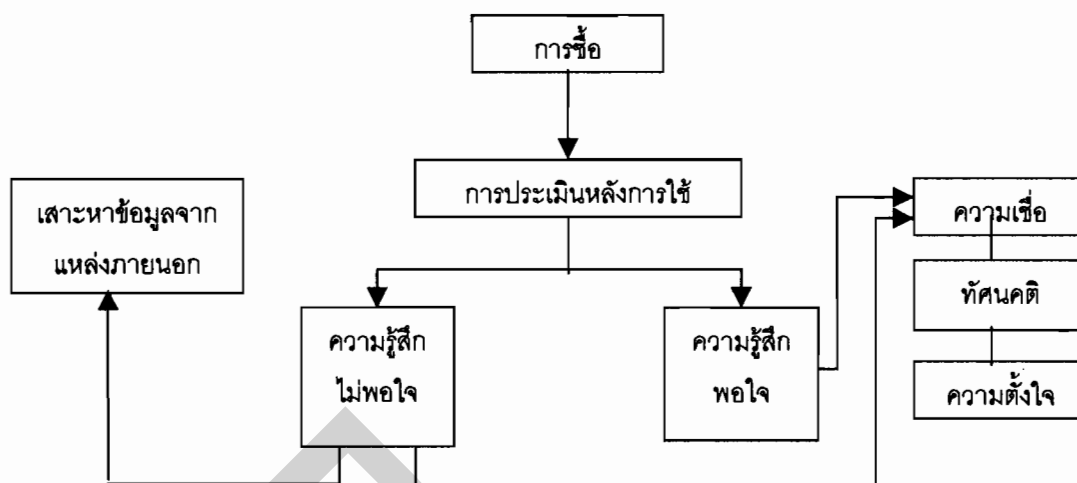 การซื้อ
การประเมินหลังการใช้
เสาะหาข้อมูลจาก
แหล่งภายนอก
ความรู้สึก
ไม่พอใจ
ความรู้สึก
พอใจ
ความเชื่อ
ทัศนคติ
ความตั้งใจ